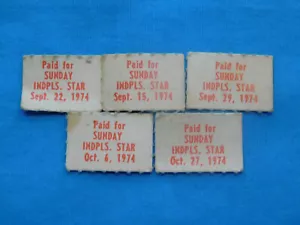 Paid for
SUNDAY
INDPLS. STAR
Sept. 22, 1974
Paid for
SUNDAY
INDPLS. STAR
Sept. 15, 1974
Paid for
SUNDAY
INDPLS. STAR
Sept. 29, 1974
Paid for
SUNDAY
INDPLS. STAR
Oct. 6, 1974
Paid for
SUNDAY
INDPLS. STAR
Oct. 27, 1974